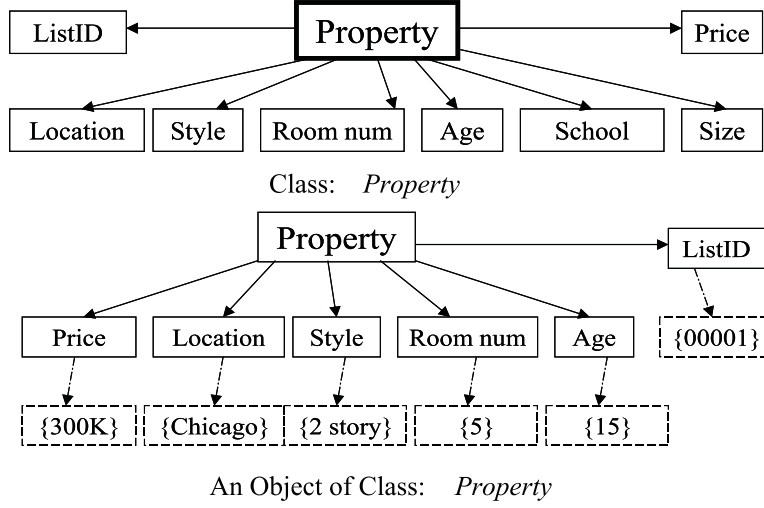 ListID Property Price
Location Style Room num Age School Size
Class: Property
Property ListID
Price Location Style Room num Age {00001}
{300K} {Chicago} {2 story} {5} {15}
An Object of Class: Property